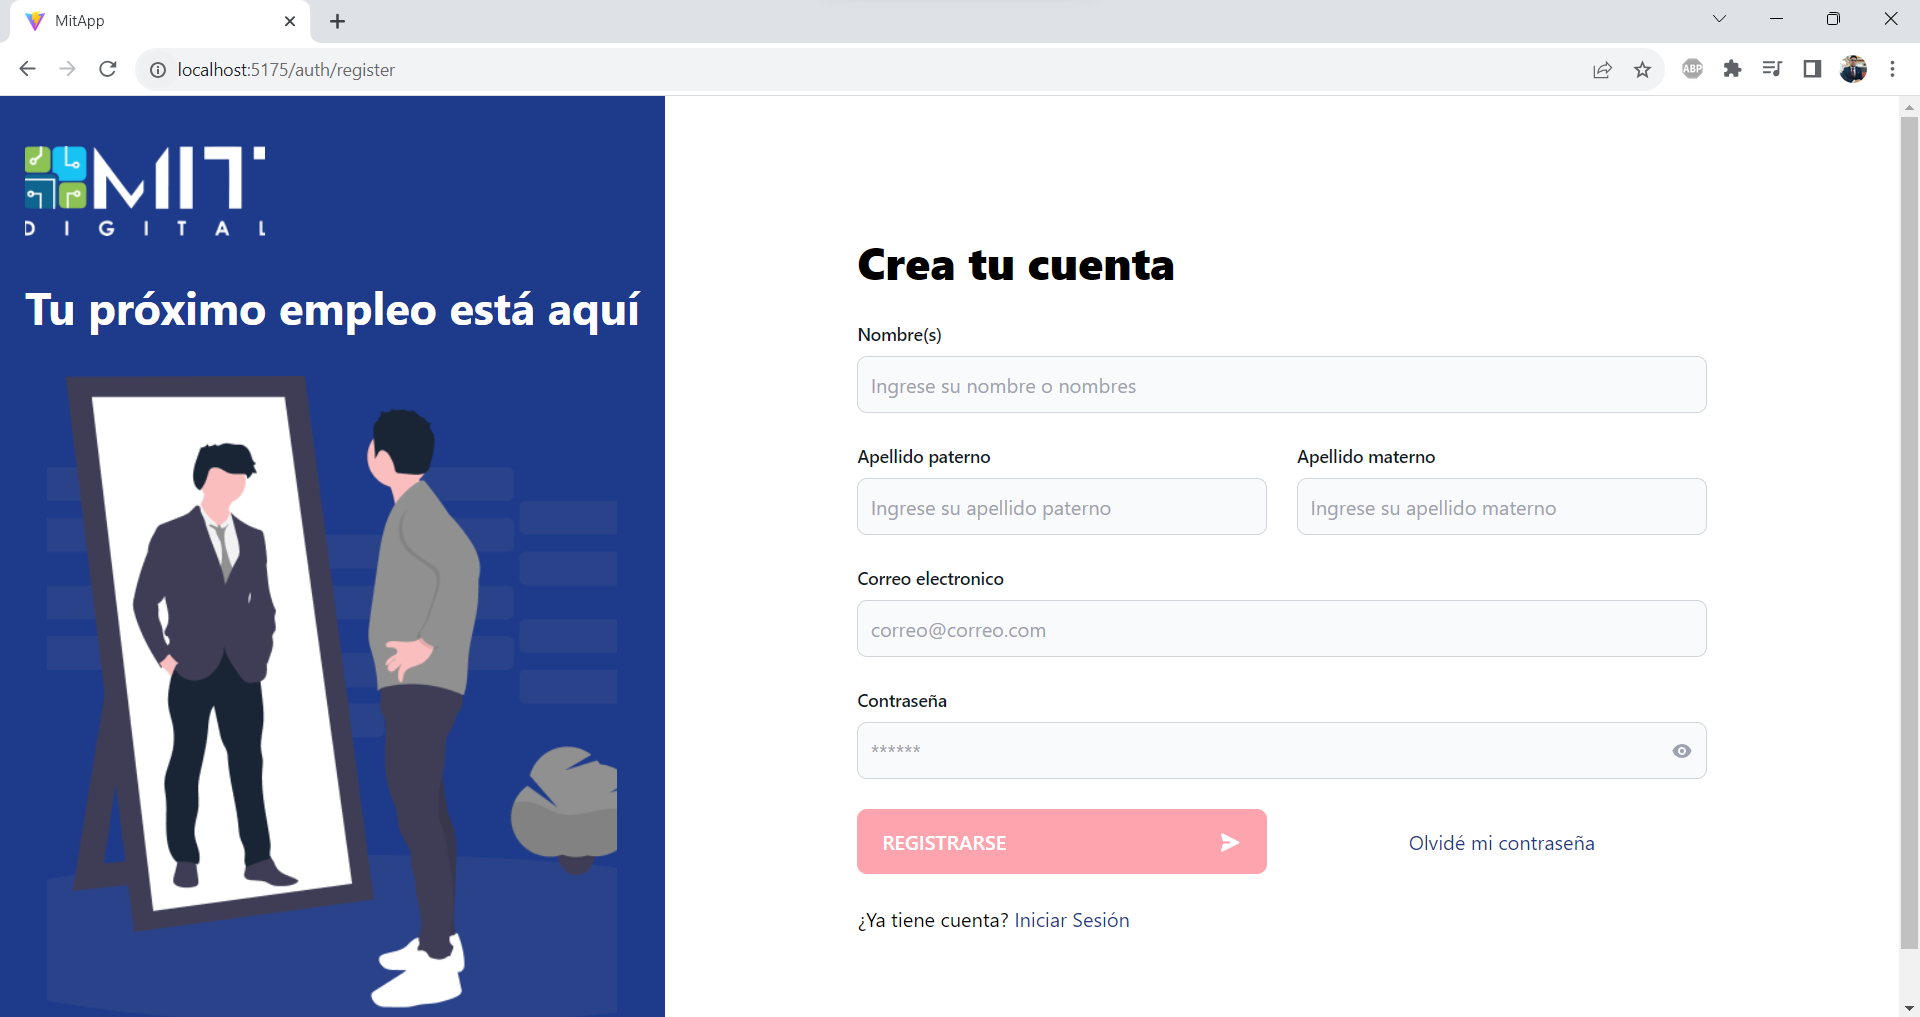 MitApp
localhost:5175/auth/register
ABP
MIT
DIGITAL
Tu próximo empleo está aquí
Crea tu cuenta
Nombre(s)
Ingrese su nombre o nombres
Apellido paterno
Apellido materno
Ingrese su apellido paterno
Ingrese su apellido materno
Correo electronico
correo@correo.com
Contraseña
******
REGISTRARSE
Olvidé mi contraseña
¿Ya tiene cuenta? Iniciar Sesión